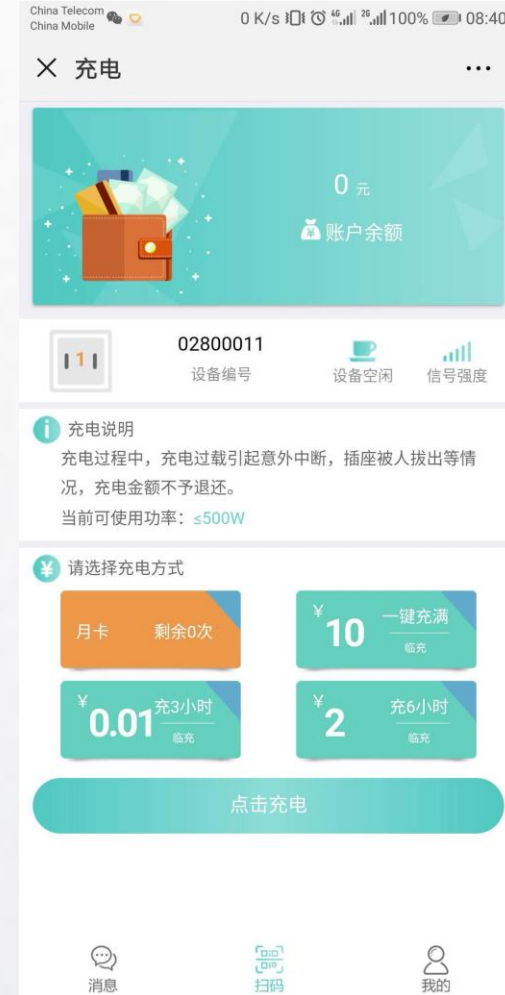 China Telecom
China Mobile
0 K/s 4G 2G 100% 08:40
充电
0 元
¥ 账户余额
1
02800011
设备编号
设备空闲
信号强度
i 充电说明
充电过程中，充电过载引起意外中断，插座被人拔出等情
况，充电金额不予退还。
当前可使用功率：≤500W
¥ 请选择充电方式
月卡 剩余0次
¥10 一键充满
临充
¥0.01 充3小时
临充
¥2 充6小时
临充
点击充电
消息
扫码
我的